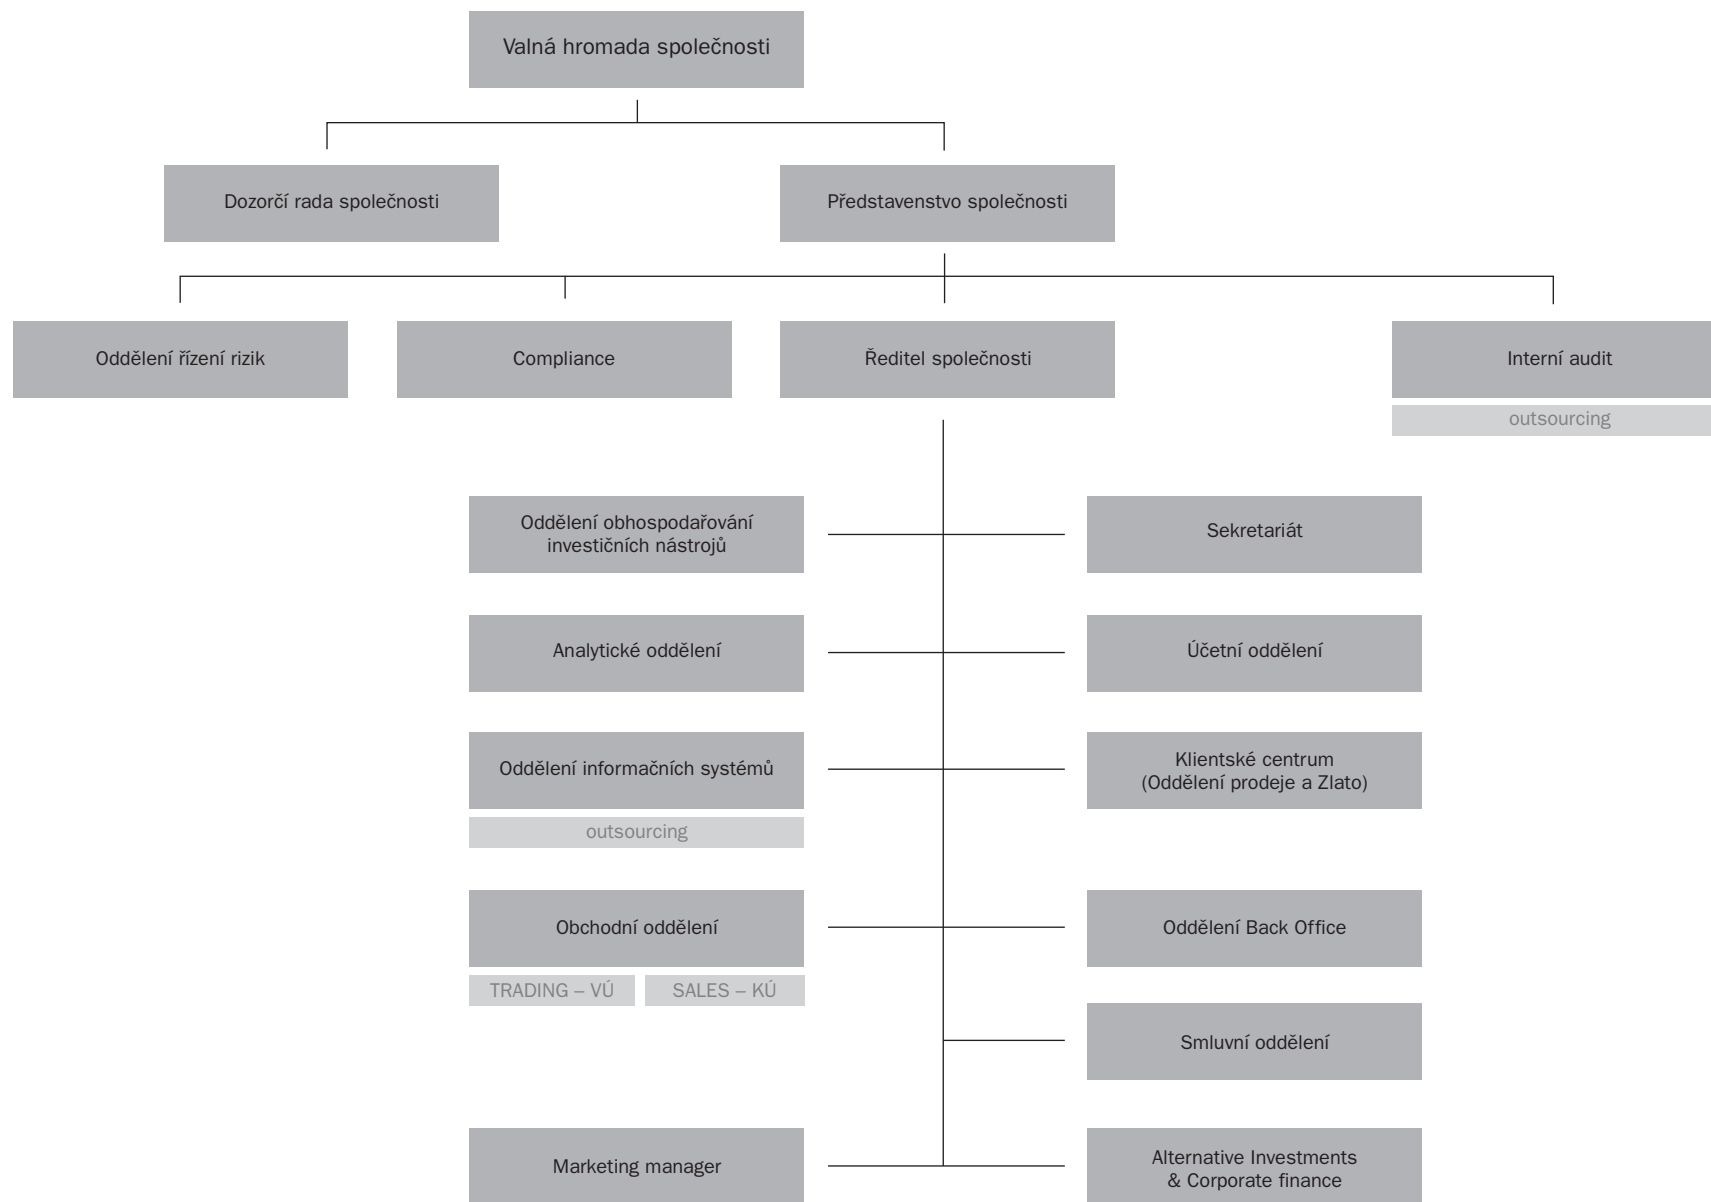 Valná hromada společnosti
Dozorčí rada společnosti
Představenstvo společnosti
Oddělení řízení rizik
Compliance
Ředitel společnosti
Interní audit
outsourcing
Oddělení obhospodařování
investičních nástrojů
Sekretariát
Analytické oddělení
Účetní oddělení
Oddělení informačních systémů
outsourcing
Klientské centrum
(Oddělení prodeje a Zlato)
Obchodní oddělení
TRADING – VÚ
SALES – KÚ
Oddělení Back Office
Smluvní oddělení
Marketing manager
Alternative Investments
& Corporate finance